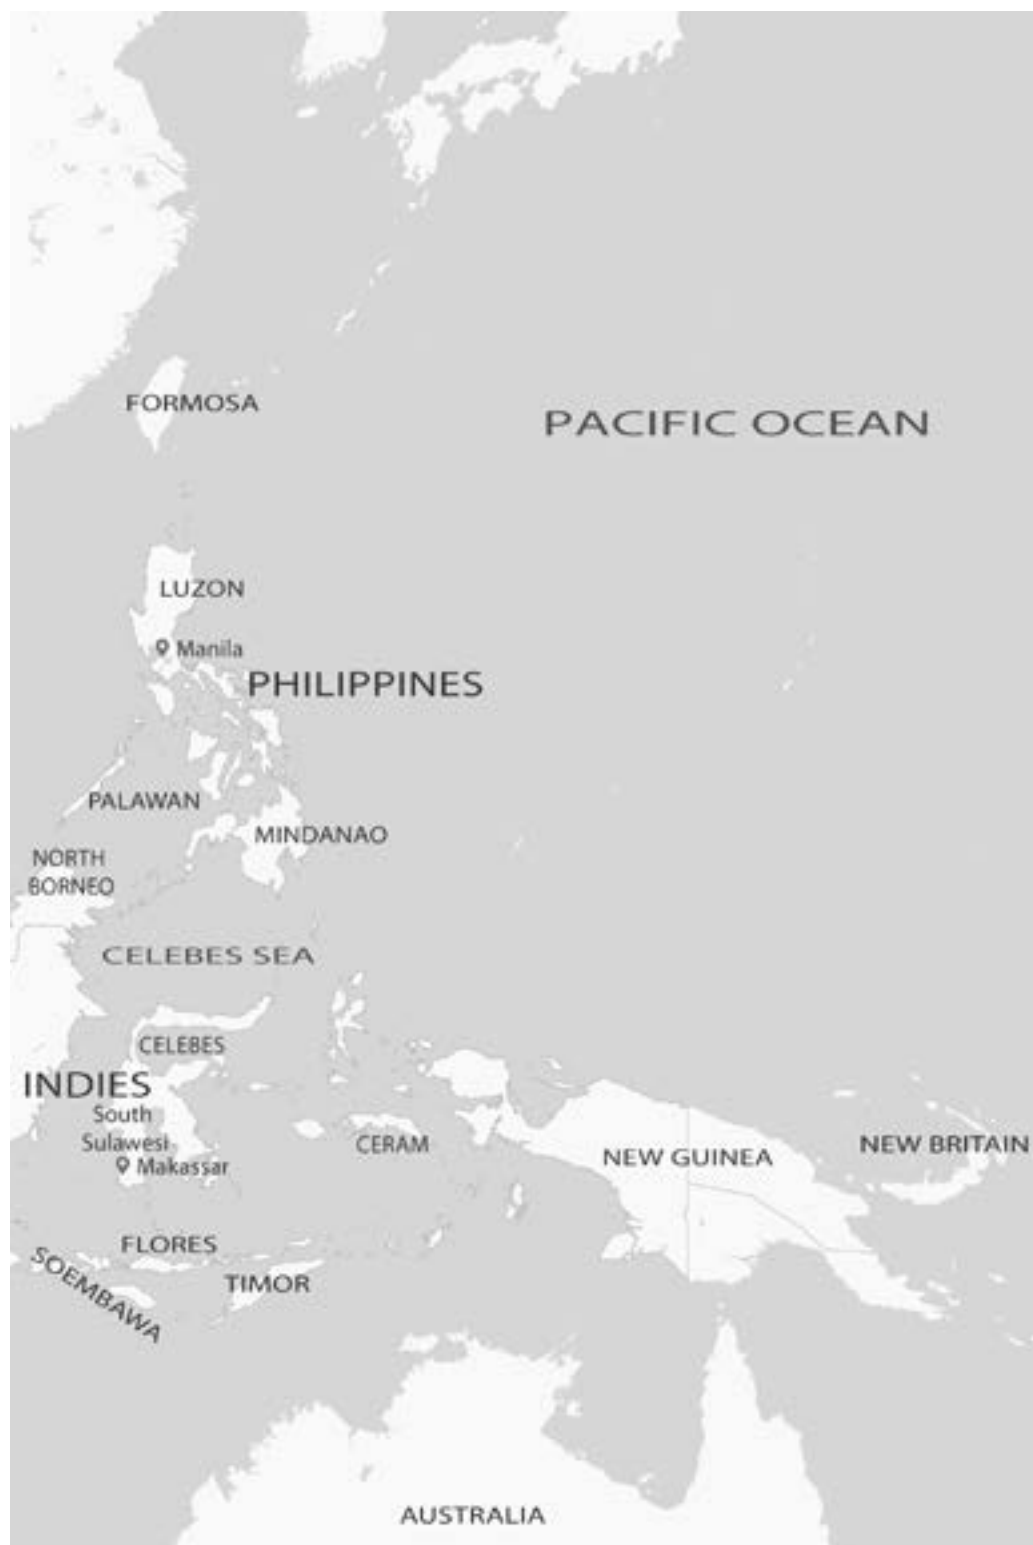 FORMOSA
PACIFIC OCEAN
LUZON
Manila
PHILIPPINES
PALAWAN
MINDANAO
NORTH
BORNEO
CELEBES SEA
CELEBES
INDIES
South
Sulawesi
Makassar
CERAM
NEW GUINEA
NEW BRITAIN
FLORES
SOEMBAWA
TIMOR
AUSTRALIA